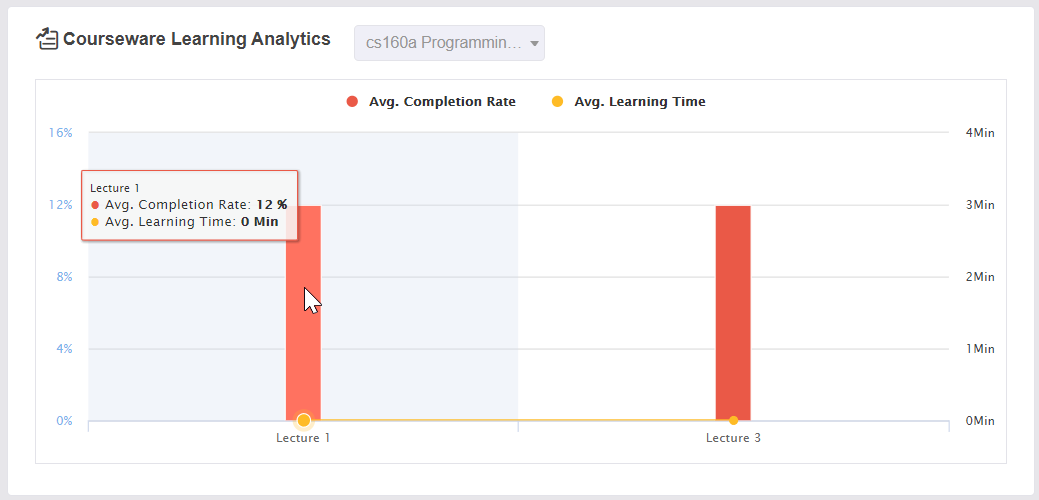 Courseware Learning Analytics
cs160a Programmin...
Avg. Completion Rate Avg. Learning Time
16% 4Min
Lecture 1
12% Avg. Completion Rate: 12 % 3Min
Avg. Learning Time: 0 Min
8% 2Min
4% 1Min
0% 0Min
Lecture 1 Lecture 3